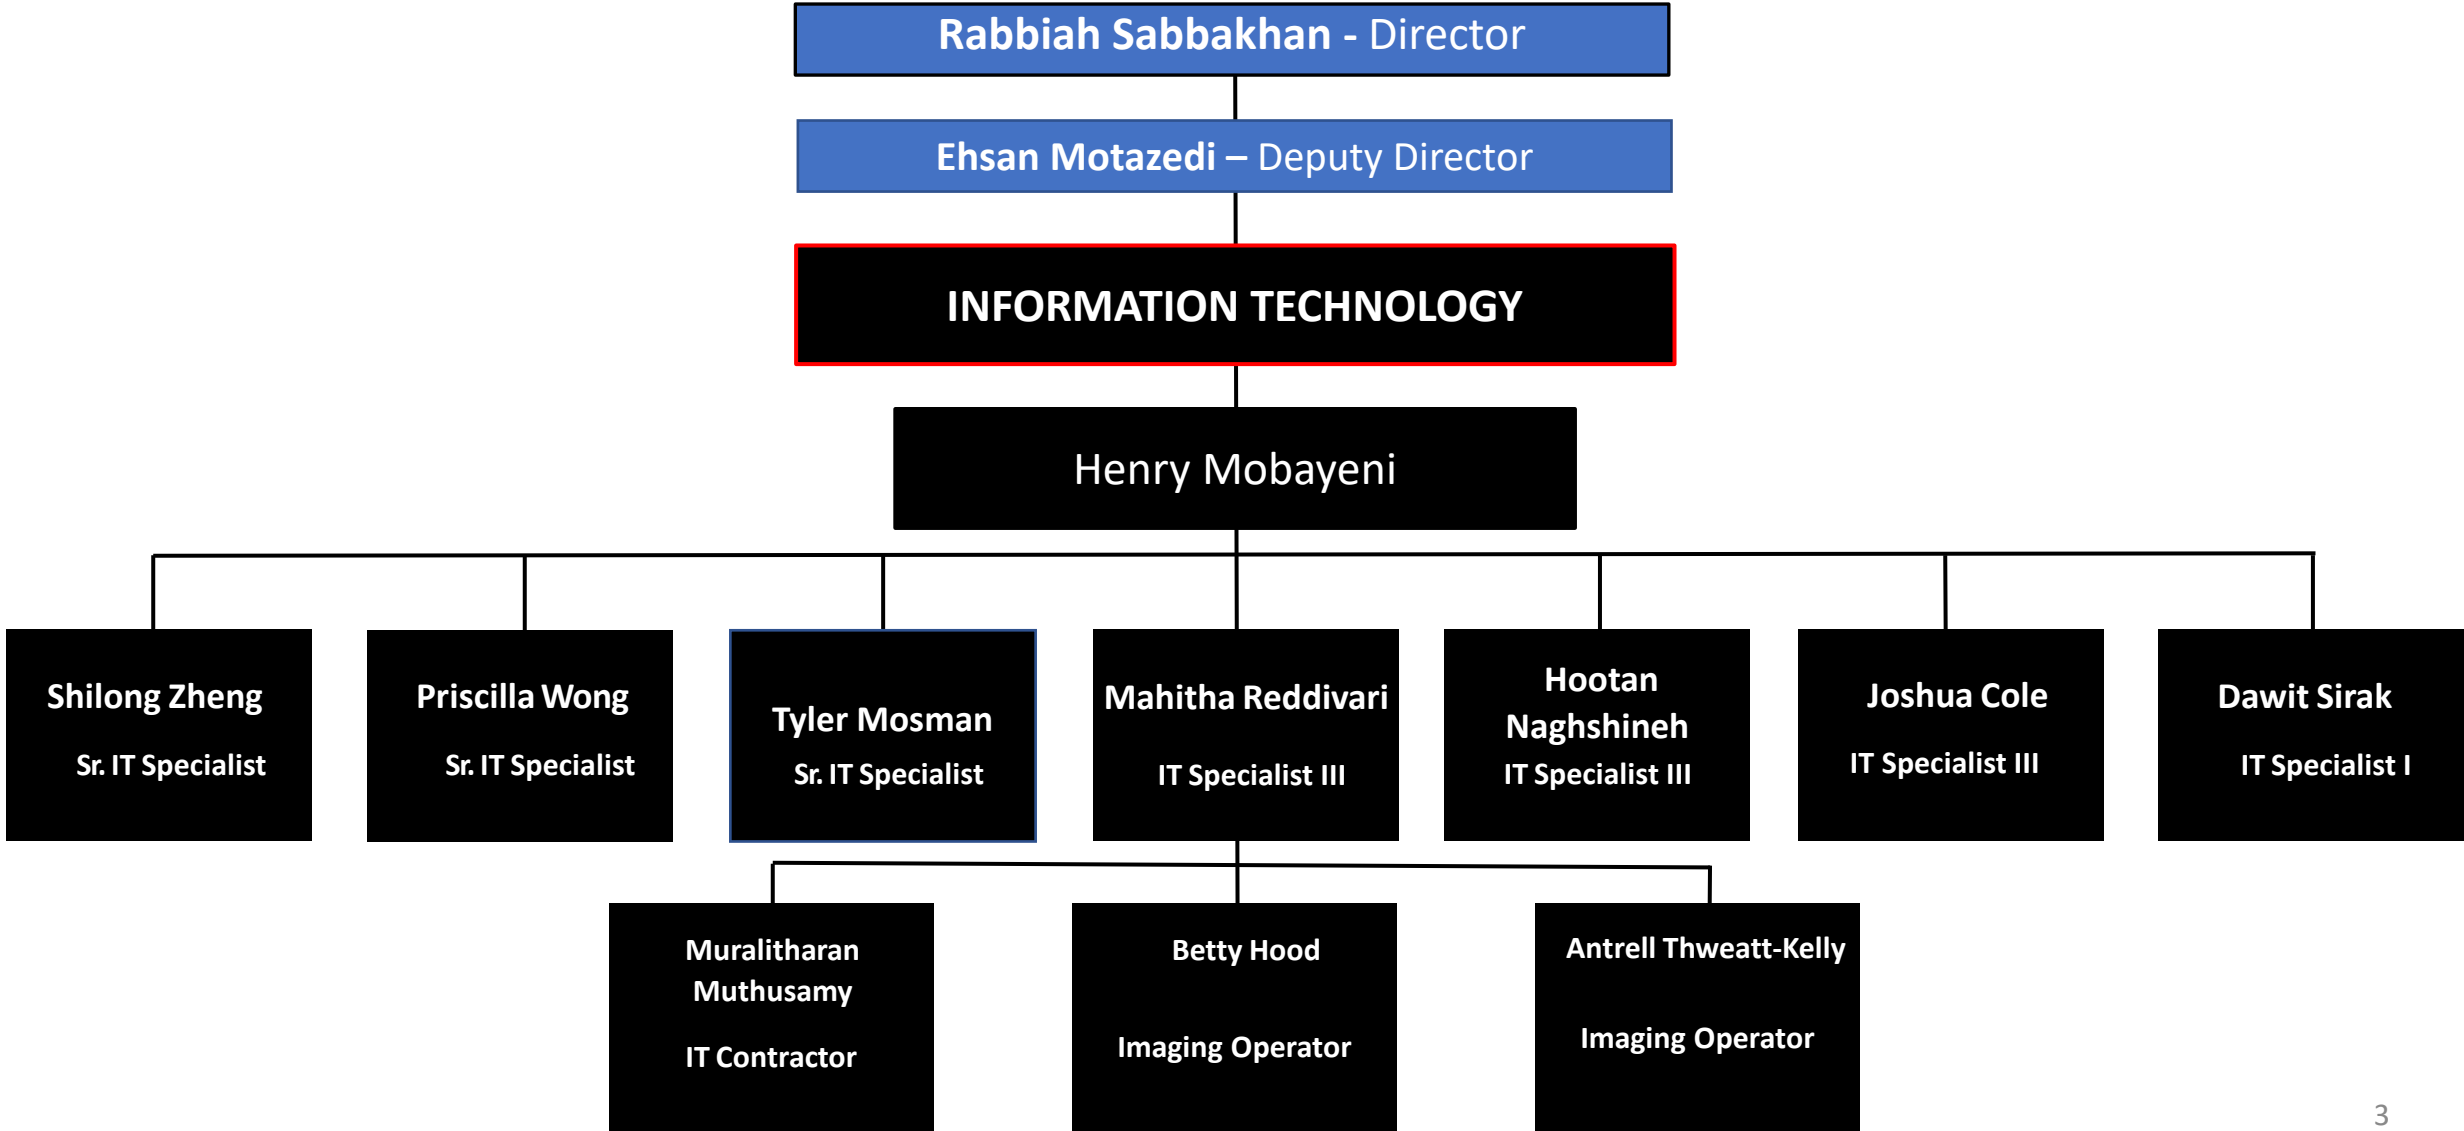 Rabbiah Sabbakhan - Director
Ehsan Motazedi – Deputy Director
INFORMATION TECHNOLOGY
Henry Mobayeni
Shilong Zheng
Sr. IT Specialist
Priscilla Wong
Sr. IT Specialist
Tyler Mosman
Sr. IT Specialist
Mahitha Reddivari
IT Specialist III
Hootan
Naghshineh
IT Specialist III
Joshua Cole
IT Specialist III
Dawit Sirak
IT Specialist I
Muralitharan
Muthusamy
IT Contractor
Betty Hood
Imaging Operator
Antrell Thweatt-Kelly
Imaging Operator
3